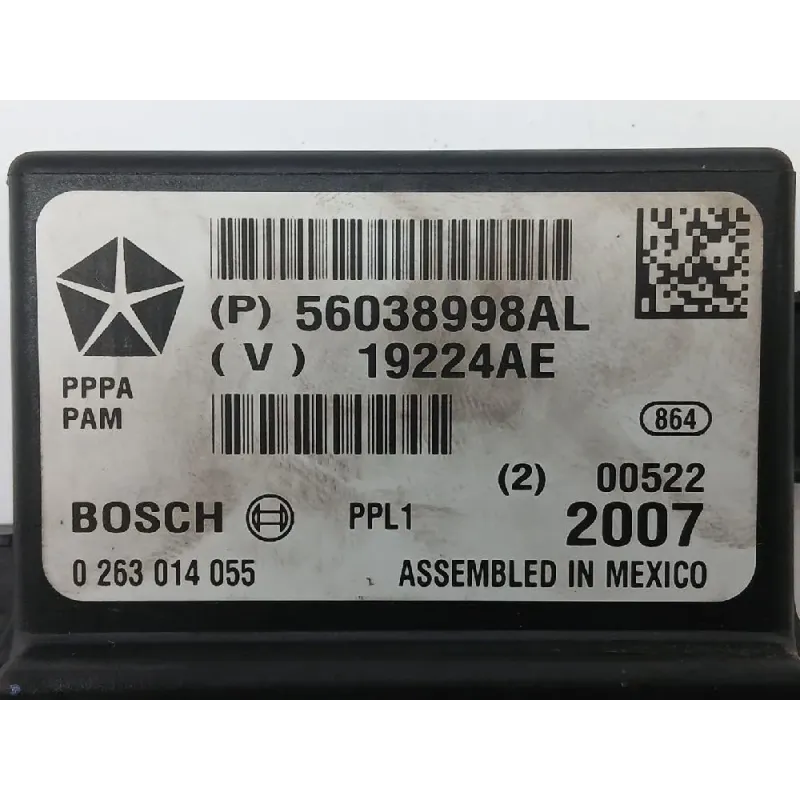 (P) 56038998AL
(V) 19224AE
PPPA
PAM
864
(2) 00522
BOSCH PPL1 2007
0 263 014 055 ASSEMBLED IN MEXICO